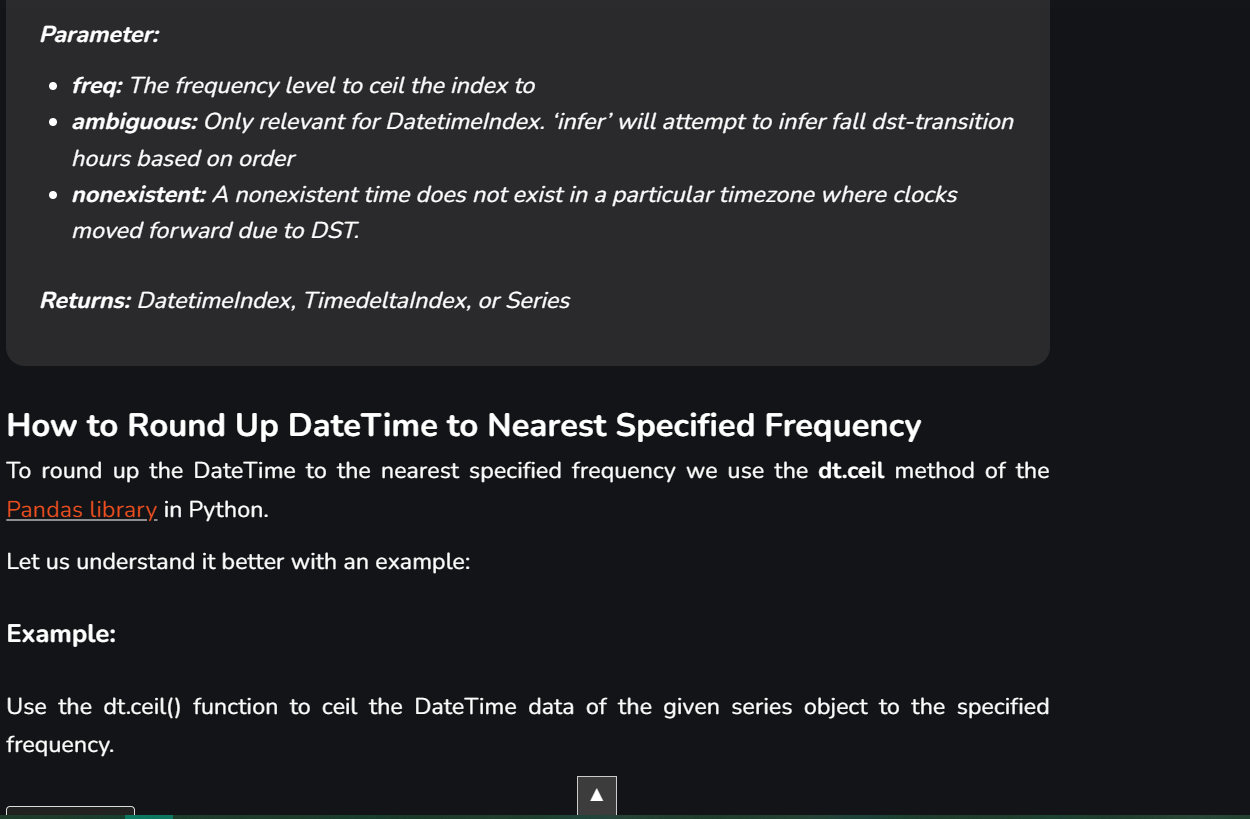 Parameter:
• freq: The frequency level to ceil the index to
• ambiguous: Only relevant for DatetimeIndex. ‘infer’ will attempt to infer fall dst-transition
hours based on order
• nonexistent: A nonexistent time does not exist in a particular timezone where clocks
moved forward due to DST.
Returns: DatetimeIndex, TimedeltaIndex, or Series
How to Round Up DateTime to Nearest Specified Frequency
To round up the DateTime to the nearest specified frequency we use the dt.ceil method of the
Pandas library in Python.
Let us understand it better with an example:
Example:
Use the dt.ceil() function to ceil the DateTime data of the given series object to the specified
frequency.